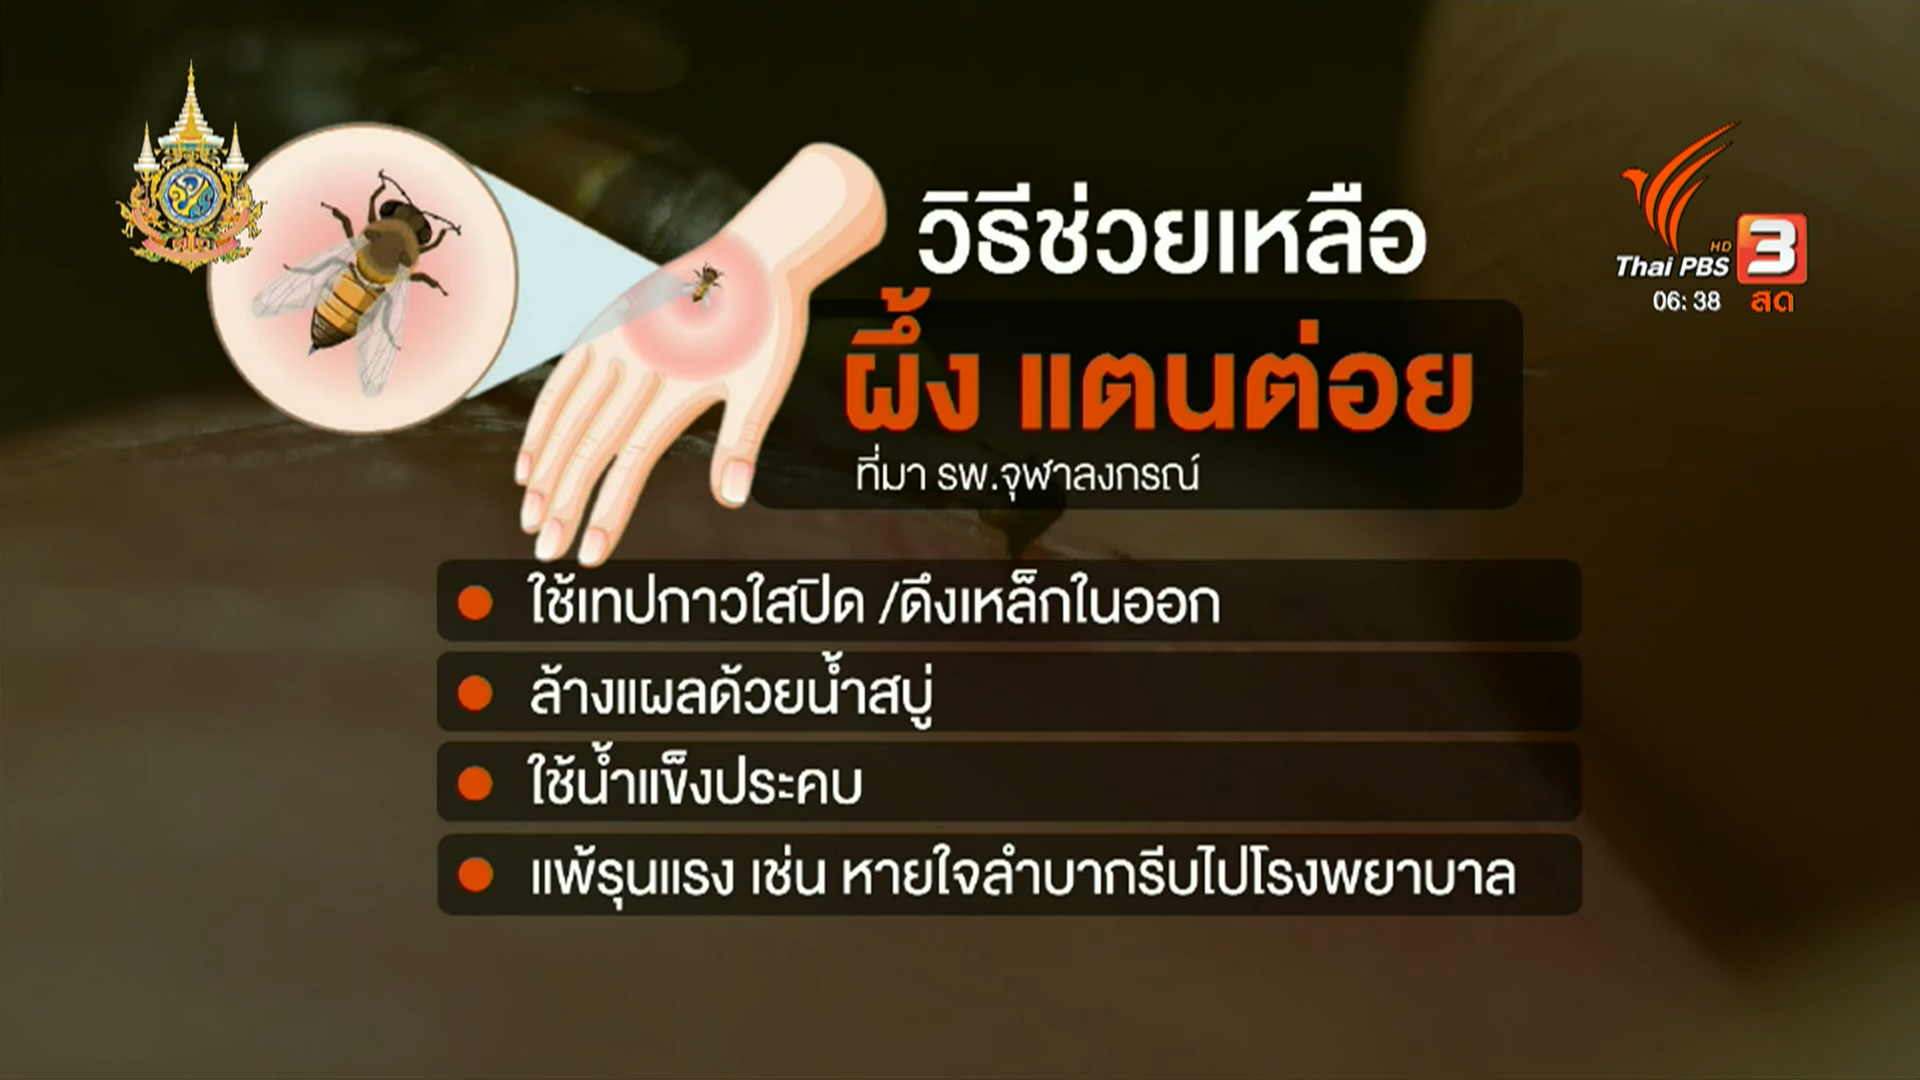 วิธีช่วยเหลือ
ผึ้ง แตนต่อย
ที่มา รพ.จุฬาลงกรณ์
Thai PBS HD 3
06: 38 สด
ใช้เทปกาวใสปิด /ดึงเหล็กในออก
ล้างแผลด้วยน้ำสบู่
ใช้น้ำแข็งประคบ
แพ้รุนแรง เช่น หายใจลำบากรีบไปโรงพยาบาล